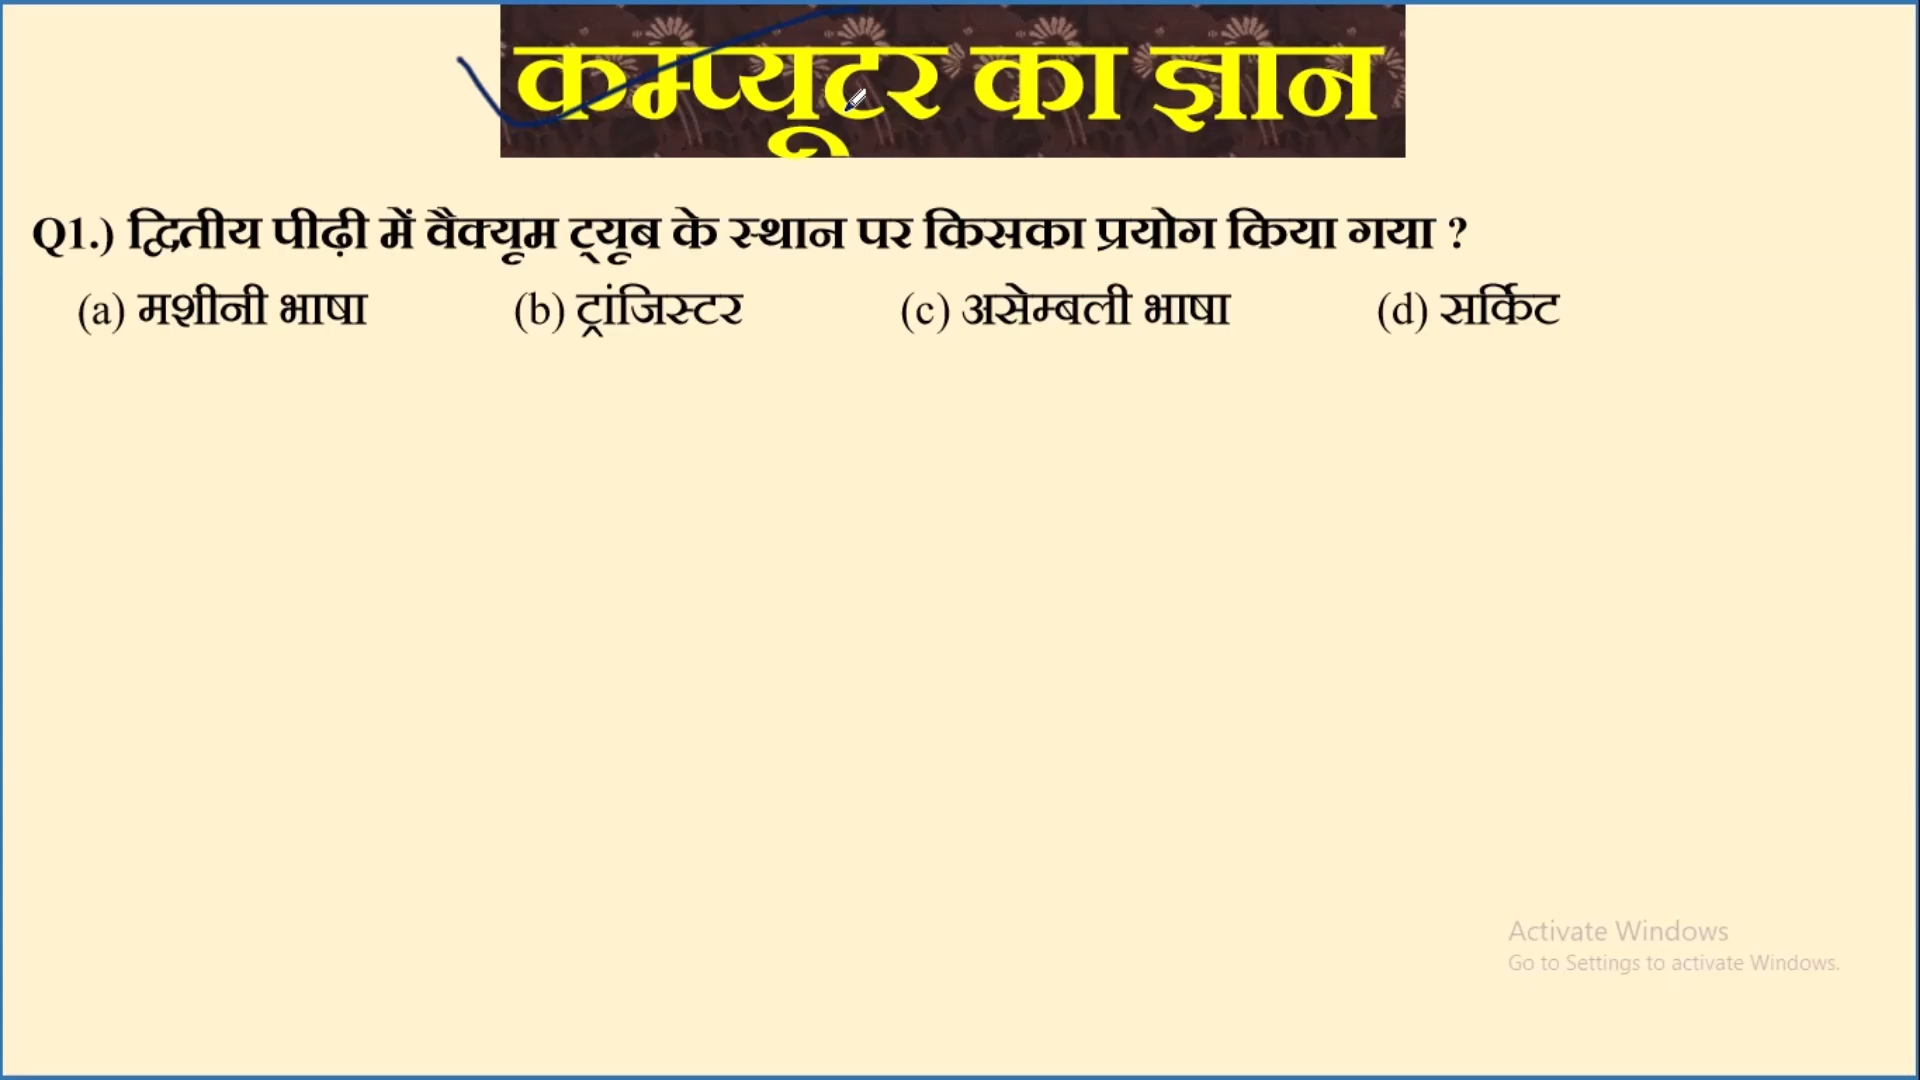 कम्प्यूटर का ज्ञान
Q1.) द्वितीय पीढ़ी में वैक्यूम ट्यूब के स्थान पर किसका प्रयोग किया गया ?
(a) मशीनी भाषा (b) ट्रांजिस्टर (c) असेम्बली भाषा (d) सर्किट
Activate Windows
Go to Settings to activate Windows.